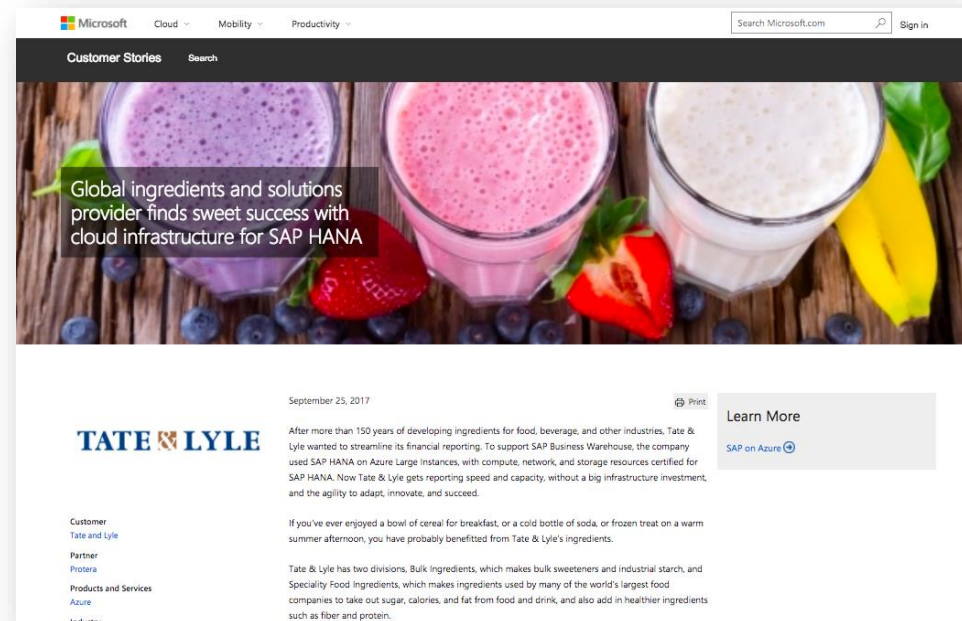 Microsoft Cloud Mobility Productivity Search Microsoft.com Sign in
Customer Stories Search
Global ingredients and solutions
provider finds sweet success with
cloud infrastructure for SAP HANA
September 25, 2017 Print
TATE & LYLE
After more than 150 years of developing ingredients for food, beverage, and other industries, Tate &
Lyle wanted to streamline its financial reporting. To support SAP Business Warehouse, the company
used SAP HANA on Azure Large Instances, with compute, network, and storage resources certified for
SAP HANA. Now Tate & Lyle gets reporting speed and capacity, without a big infrastructure investment,
and the agility to adapt, innovate, and succeed.
Learn More
SAP on Azure
Customer
Tate and Lyle
Partner
Protera
Products and Services
Azure
Industry
If you've ever enjoyed a bowl of cereal for breakfast, or a cold bottle of soda, or frozen treat on a warm
summer afternoon, you have probably benefitted from Tate & Lyle's ingredients.
Tate & Lyle has two divisions, Bulk Ingredients, which makes bulk sweeteners and industrial starch, and
Speciality Food Ingredients, which makes ingredients used by many of the world's largest food
companies to take out sugar, calories, and fat from food and drink, and also add in healthier ingredients
such as fiber and protein.